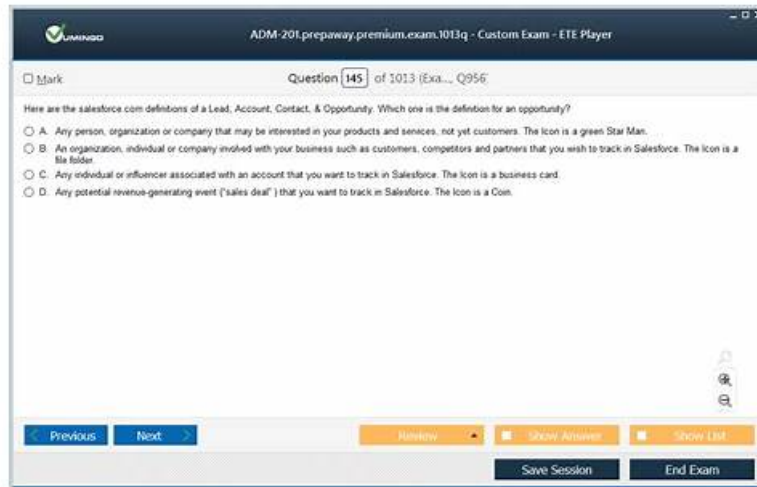 VUMINGO
ADM-201.prepaway.premium.exam.1013q - Custom Exam - ETE Player
Mark
Question 145 of 1013 (Exa..., Q956
Here are the salesforce.com definitions of a Lead, Account, Contact, & Opportunity. Which one is the definition for an opportunity?
A. Any person, organization or company that may be interested in your products and services, not yet customers. The Icon is a green Star Man.
B. An organization, individual or company involved with your business such as customers, competitors and partners that you wish to track in Salesforce. The Icon is a
file folder.
C. Any individual or influencer associated with an account that you want to track in Salesforce. The Icon is a business card.
D. Any potential revenue-generating event ("sales deal" ) that you want to track in Salesforce. The Icon is a Coin.
Previous Next Review Show Answer Show List
Save Session End Exam